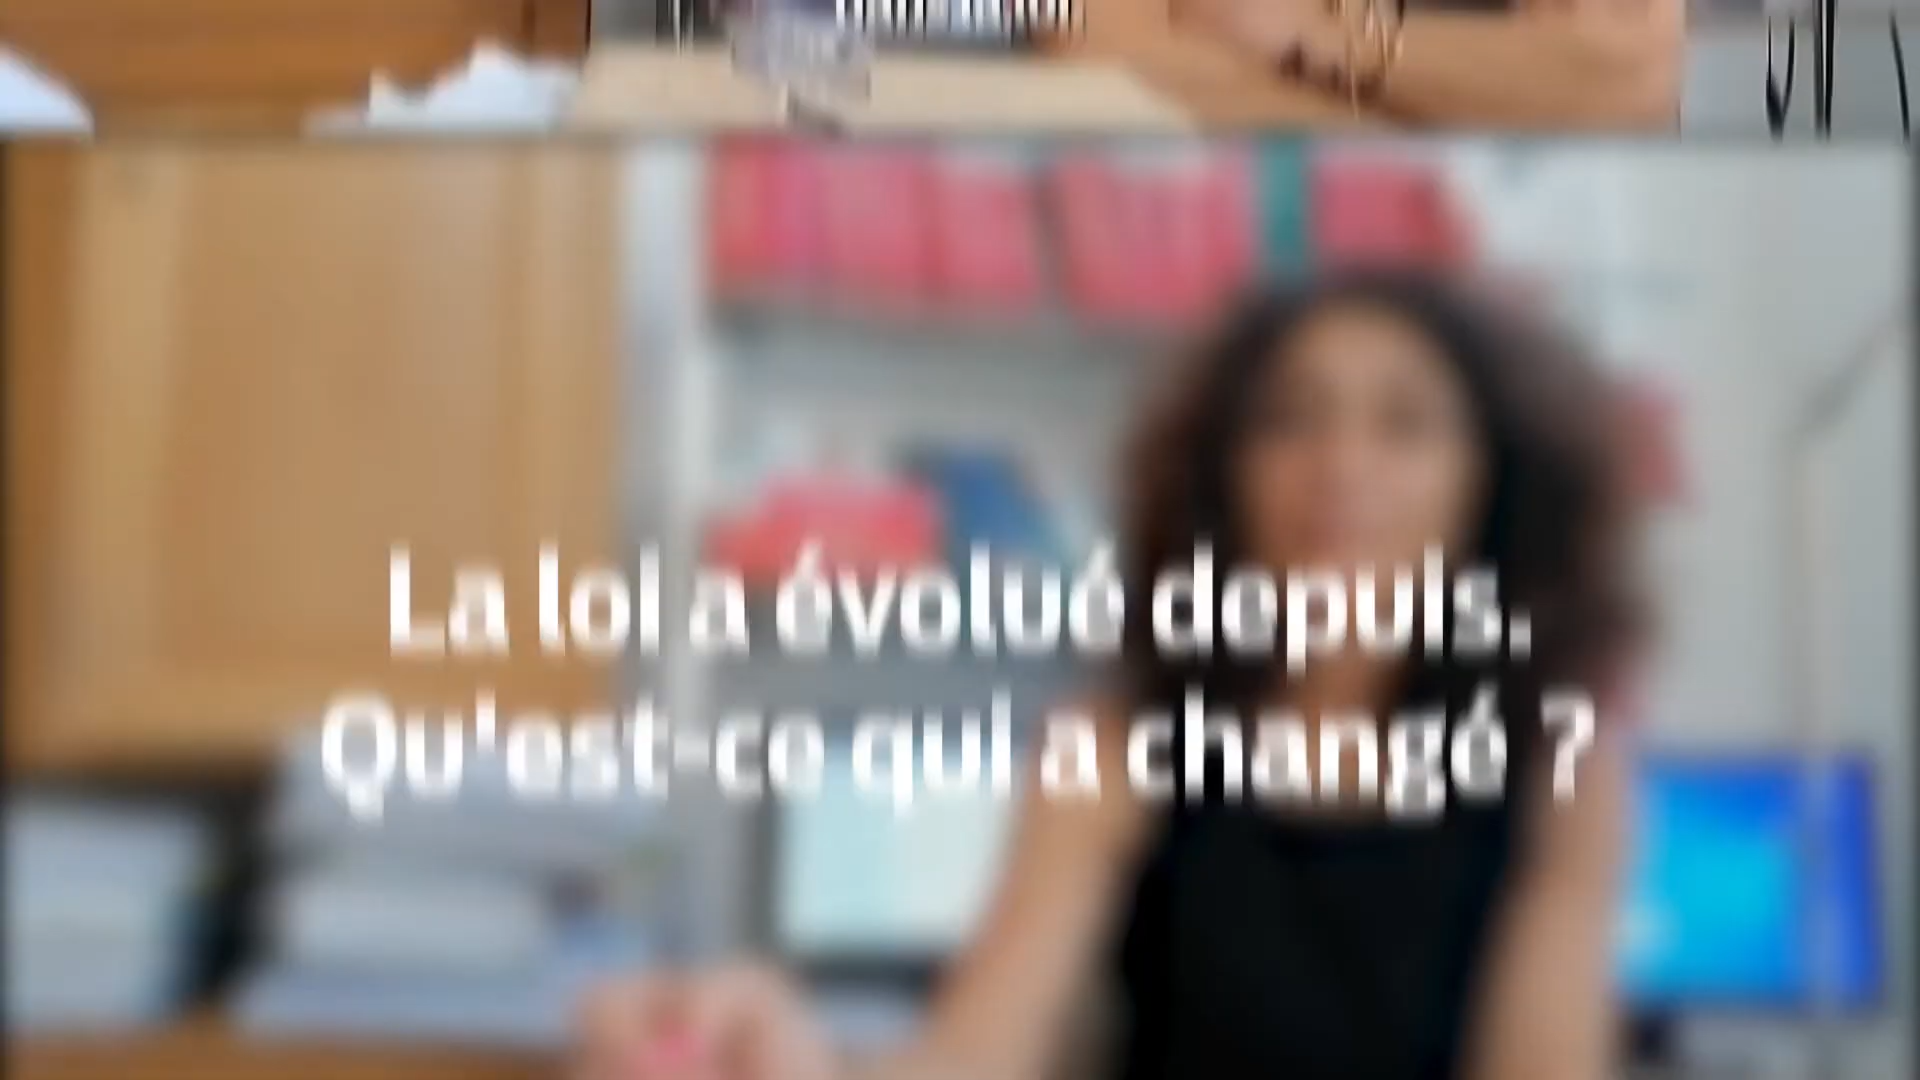 La loi a évolué depuis.
Qu'est-ce qui a changé ?